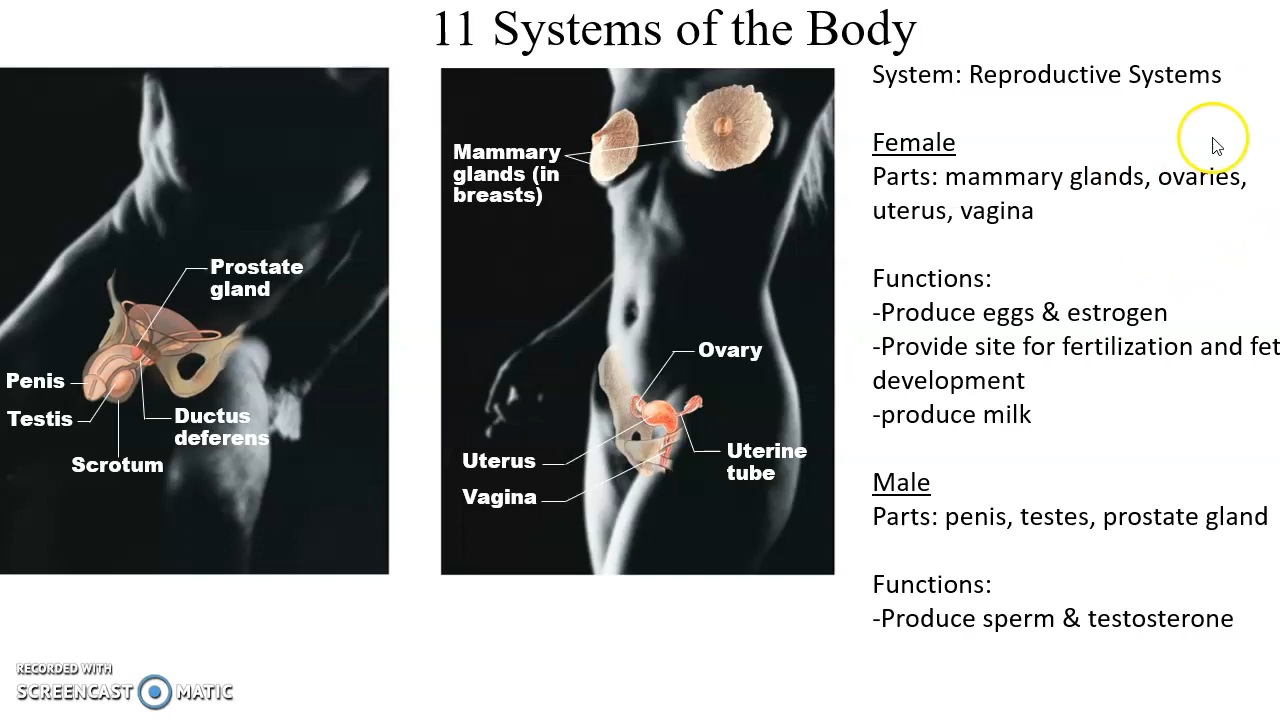 11 Systems of the Body
Prostate
gland
Penis
Testis
Ductus
deferens
Scrotum
Mammary
glands (in
breasts)
Ovary
Uterus
Uterine
tube
Vagina
System: Reproductive Systems
Female
Parts: mammary glands, ovaries,
uterus, vagina
Functions:
-Produce eggs & estrogen
-Provide site for fertilization and
development
-produce milk
Male
Parts: penis, testes, prostate gland
Functions:
-Produce sperm & testosterone
RECORDED WITH
SCREENCAST MATIC